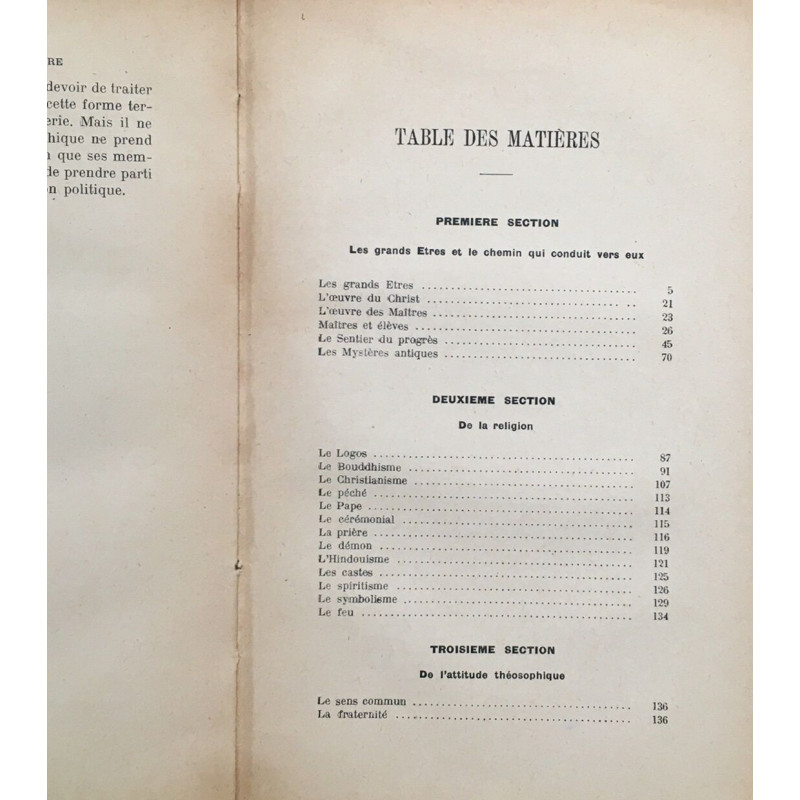 RE
devoir de traiter
cette forme ter-
erie. Mais il ne
hique ne prend
que ses mem-
de prendre parti
n politique.
TABLE DES MATIÈRES
PREMIERE SECTION
Les grands Etres et le chemin qui conduit vers eux
Les grands Etres 5
L'œuvre du Christ 21
L'œuvre des Maîtres 23
Maîtres et élèves 26
Le Sentier du progrès 45
Les Mystères antiques 70
DEUXIEME SECTION
De la religion
Le Logos 87
Le Bouddhisme 91
Le Christianisme 107
Le péché 113
Le Pape 114
Le cérémonial 115
La prière 116
Le démon 119
L'Hindouisme 121
Les castes 125
Le spiritisme 126
Le symbolisme 129
Le feu 134
TROISIEME SECTION
De l'attitude théosophique
Le sens commun 136
La fraternité 136